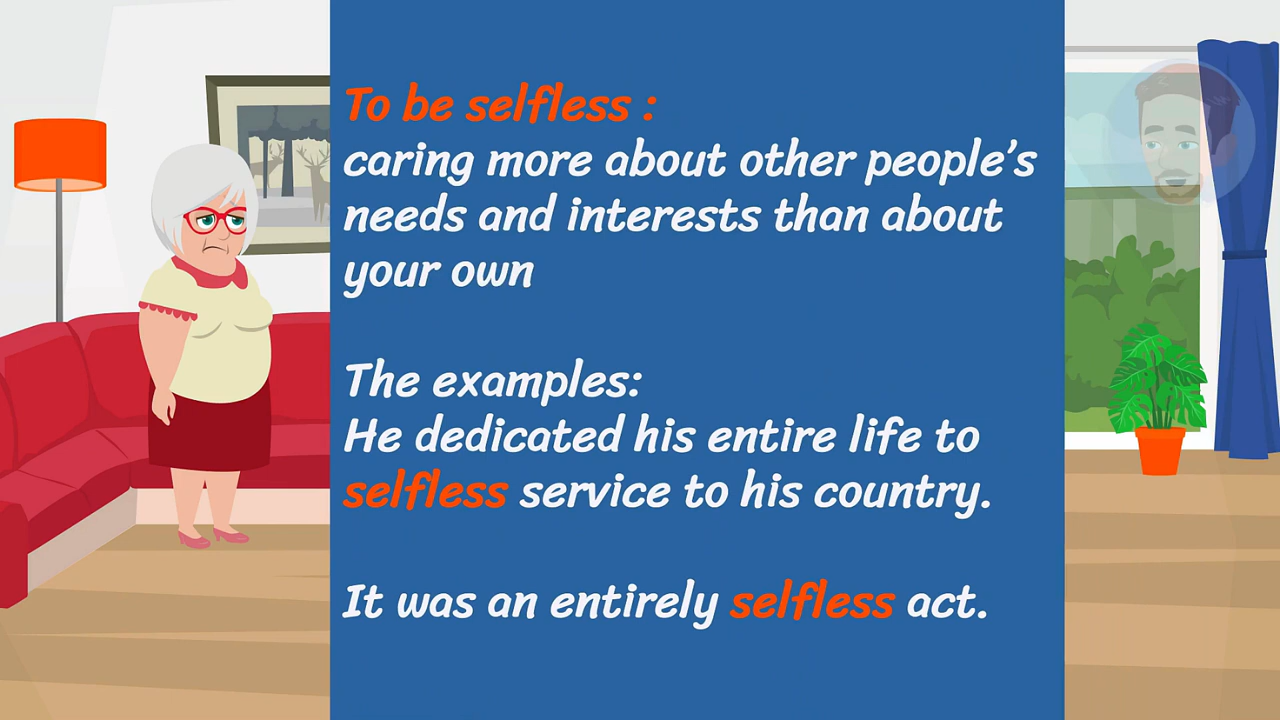 To be selfless :
caring more about other people’s
needs and interests than about
your own
The examples:
He dedicated his entire life to
selfless service to his country.
It was an entirely selfless act.